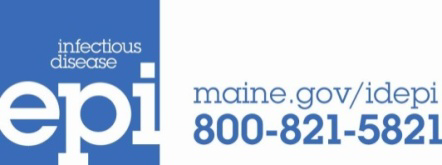 infectious
disease
epi
maine.gov/idepi
800-821-5821